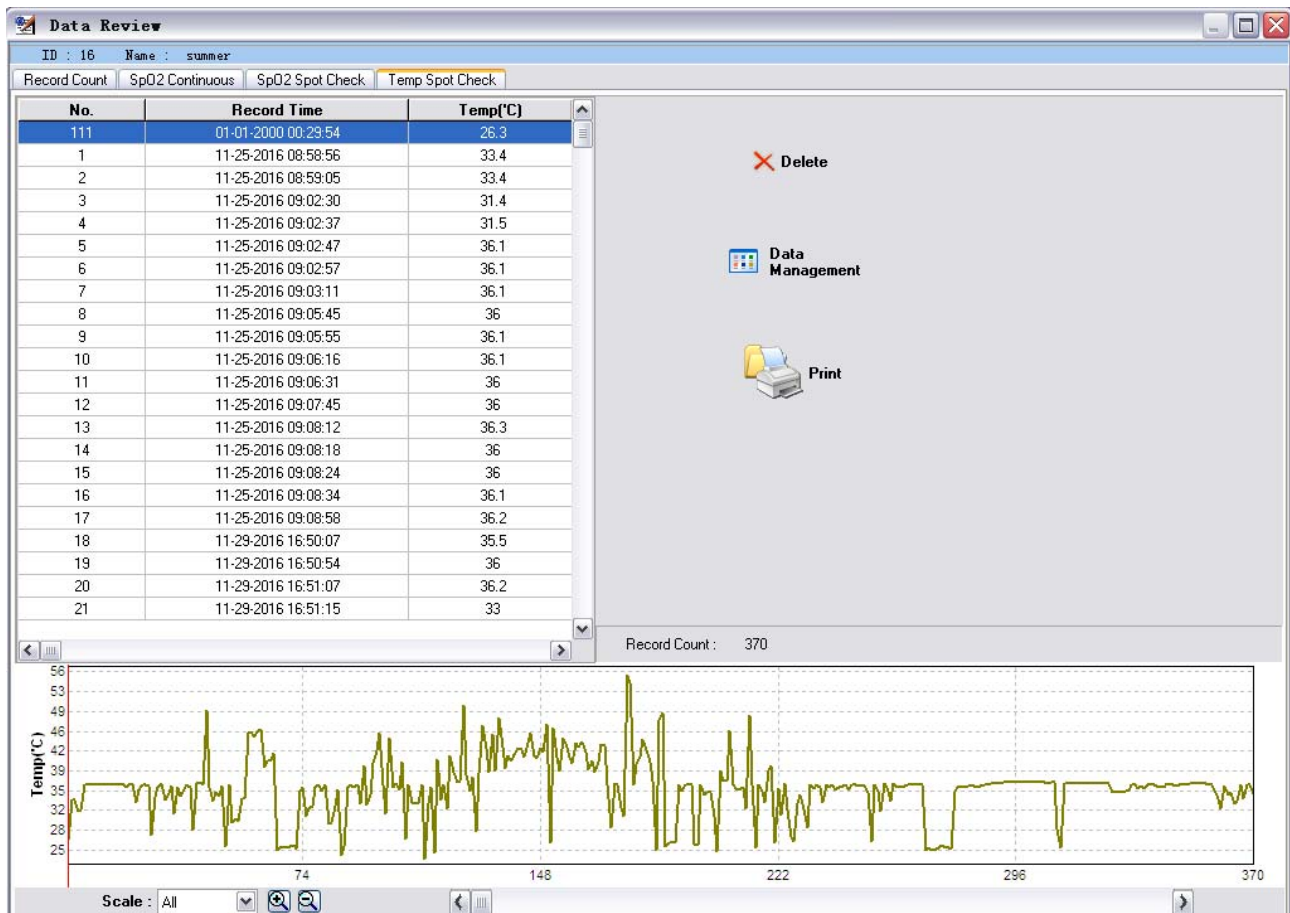 Data Review
ID : 16 Name : summer
Record Count SpO2 Continuous SpO2 Spot Check Temp Spot Check
No. Record Time Temp('C)
111 01-01-2000 00:29:54 26.3
1 11-25-2016 08:58:56 33.4
2 11-25-2016 08:59:05 33.4
3 11-25-2016 09:02:30 31.4
4 11-25-2016 09:02:37 31.5
5 11-25-2016 09:02:47 36.1
6 11-25-2016 09:02:57 36.1
7 11-25-2016 09:03:11 36.1
8 11-25-2016 09:05:45 36
9 11-25-2016 09:05:55 36.1
10 11-25-2016 09:06:16 36.1
11 11-25-2016 09:06:31 36
12 11-25-2016 09:07:45 36
13 11-25-2016 09:08:12 36.3
14 11-25-2016 09:08:18 36
15 11-25-2016 09:08:24 36
16 11-25-2016 09:08:34 36.1
17 11-25-2016 09:08:58 36.2
18 11-29-2016 16:50:07 35.5
19 11-29-2016 16:50:54 36
20 11-29-2016 16:51:07 36.2
21 11-29-2016 16:51:15 33
Delete
Data
Management
Print
Record Count : 370
Temp('C)
56
53
49
46
42
39
35
32
28
25
74 148 222 296 370
Scale : All